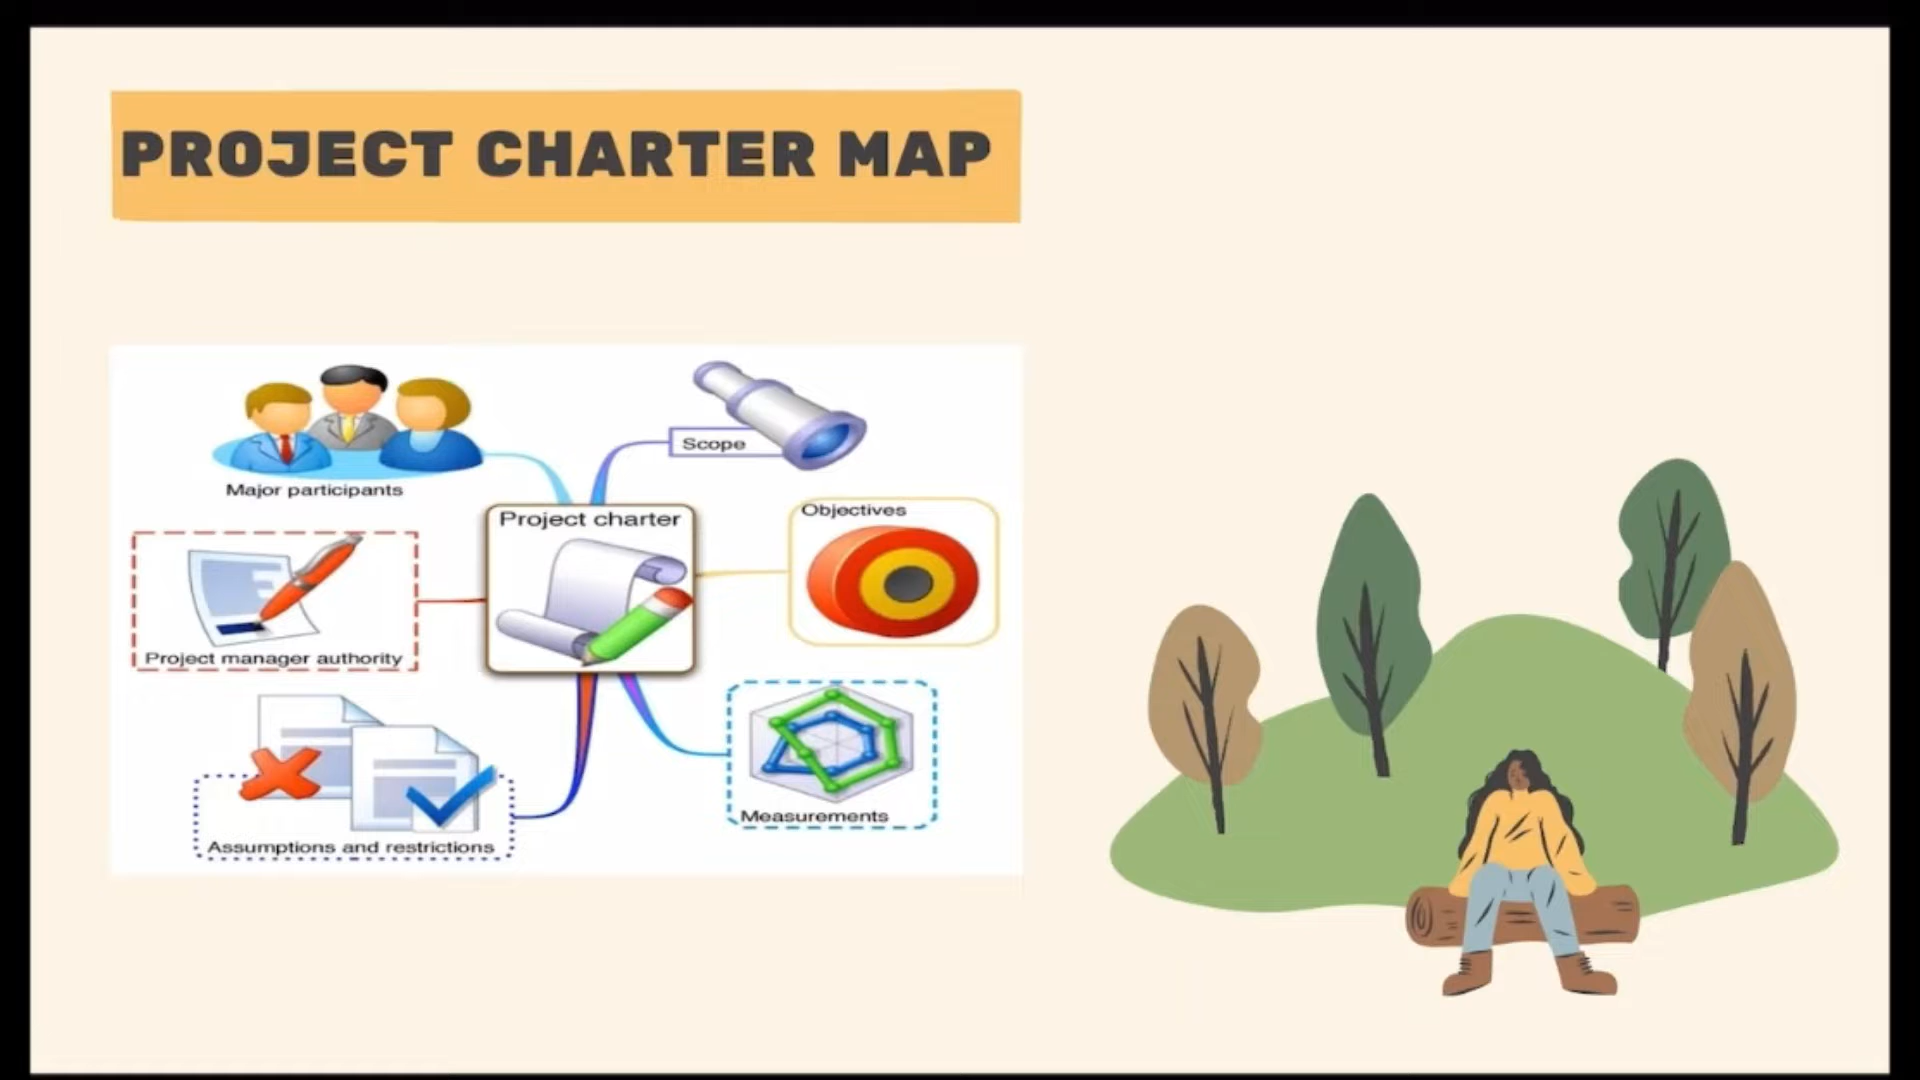 PROJECT CHARTER MAP
Major participants
Scope
Project charter
Objectives
Project manager authority
Measurements
Assumptions and restrictions